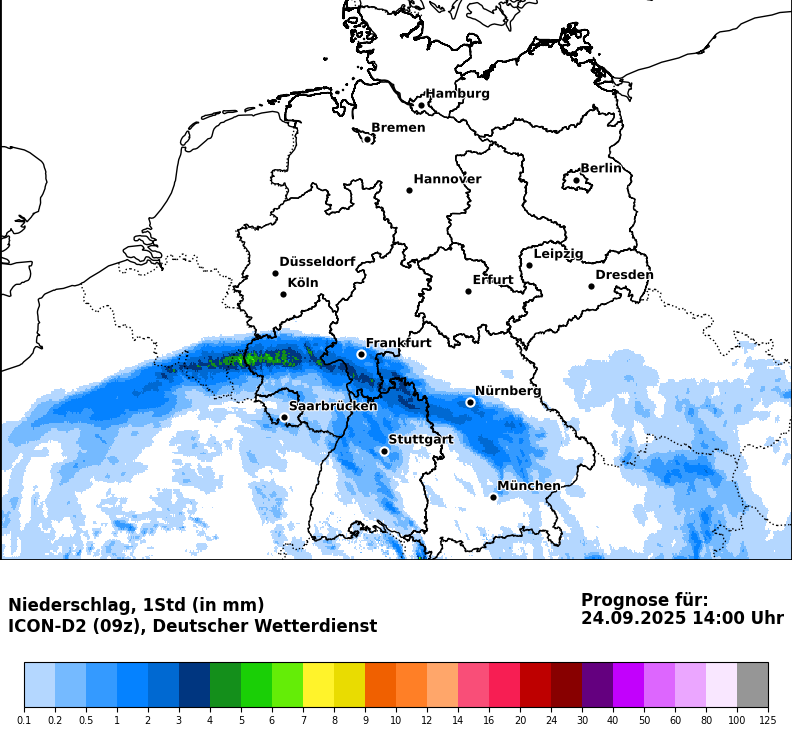 Hamburg
Bremen
Berlin
Hannover
Leipzig
Düsseldorf
Dresden
Köln
Erfurt
Frankfurt
Nürnberg
Saarbrücken
Stuttgart
München
Niederschlag, 1Std (in mm)
ICON-D2 (09z), Deutscher Wetterdienst
Prognose für:
24.09.2025 14:00 Uhr
0.1 0.2 0.5 1 2 3 4 5 6 7 8 9 10 12 14 16 20 24 30 40 50 60 80 100 125